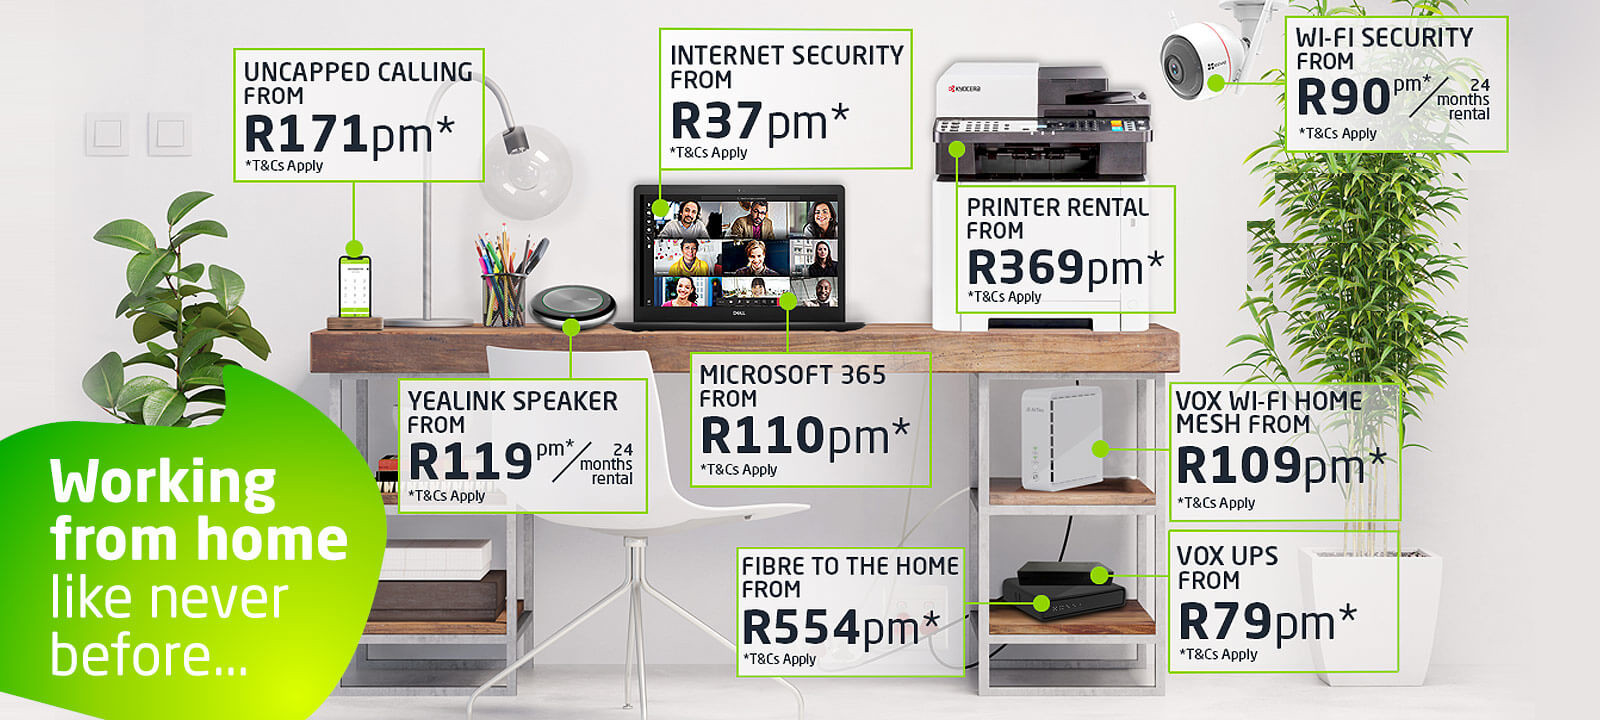 UNCAPPED CALLING
FROM
R171pm*
*T&Cs Apply
INTERNET SECURITY
FROM
R37pm*
*T&Cs Apply
KYOCERA
WI-FI SECURITY
FROM
R90pm*/24 months rental
*T&Cs Apply
PRINTER RENTAL
FROM
R369pm*
*T&Cs Apply
DELL
YEALINK SPEAKER
FROM
R119pm*/24 months rental
*T&Cs Apply
MICROSOFT 365
FROM
R110pm*
*T&Cs Apply
VOX WI-FI HOME
MESH FROM
R109pm*
*T&Cs Apply
FIBRE TO THE HOME
FROM
R554pm*
*T&Cs Apply
VOX UPS
FROM
R79pm*
*T&Cs Apply
Working
from home
like never
before...